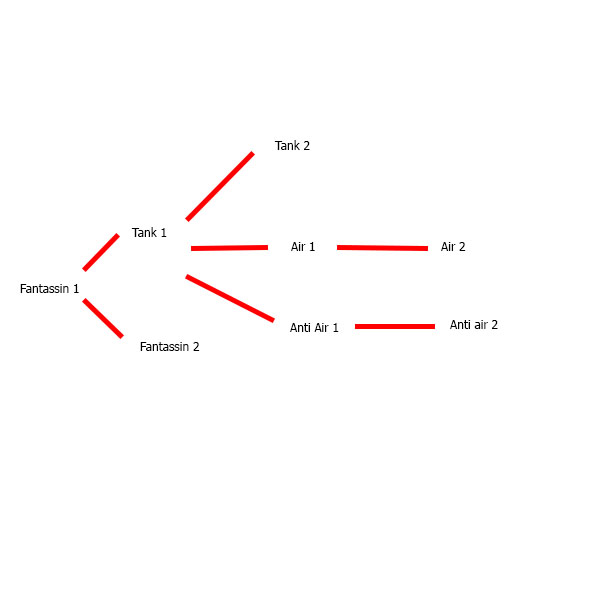 Tank 2
Tank 1
Air 1
Air 2
Fantassin 1
Anti Air 1
Anti air 2
Fantassin 2